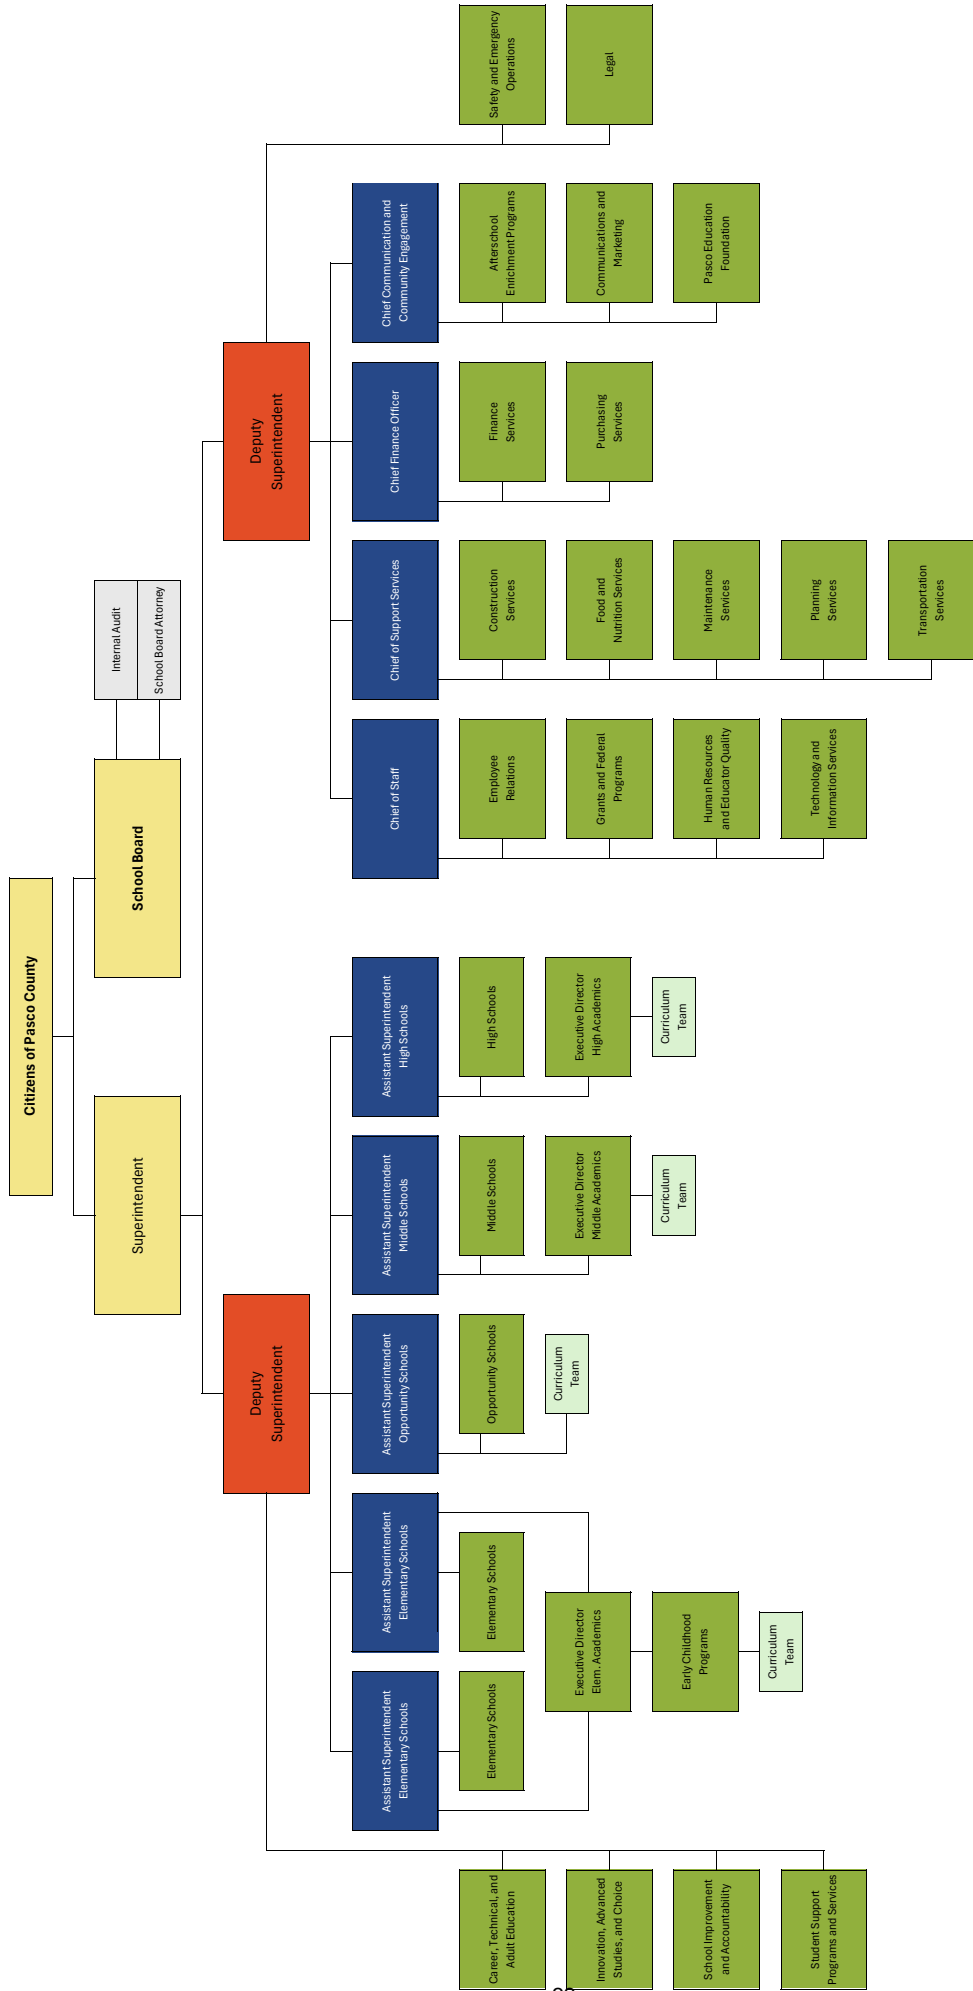 Citizens of Pasco County
Superintendent
School Board
Internal Audit
School Board Attorney
Deputy
Superintendent
Deputy
Superintendent
Career, Technical, and
Adult Education
Innovation, Advanced
Studies, and Choice
School Improvement
and Accountability
Student Support
Programs and Services
Assistant Superintendent
Elementary Schools
Elementary Schools
Assistant Superintendent
Elementary Schools
Elementary Schools
Executive Director
Elem. Academics
Early Childhood
Programs
Curriculum
Team
Assistant Superintendent
Opportunity Schools
Opportunity Schools
Curriculum
Team
Assistant Superintendent
Middle Schools
Middle Schools
Executive Director
Middle Academics
Curriculum
Team
Assistant Superintendent
High Schools
High Schools
Executive Director
High Academics
Curriculum
Team
Chief of Staff
Employee
Relations
Grants and Federal
Programs
Human Resources
and Educator Quality
Technology and
Information Services
Chief of Support Services
Construction
Services
Food and
Nutrition Services
Maintenance
Services
Planning
Services
Transportation
Services
Chief Finance Officer
Finance
Services
Purchasing
Services
Chief Communication and
Community Engagement
Afterschool
Enrichment Programs
Communications and
Marketing
Pasco Education
Foundation
Safety and Emergency
Operations
Legal